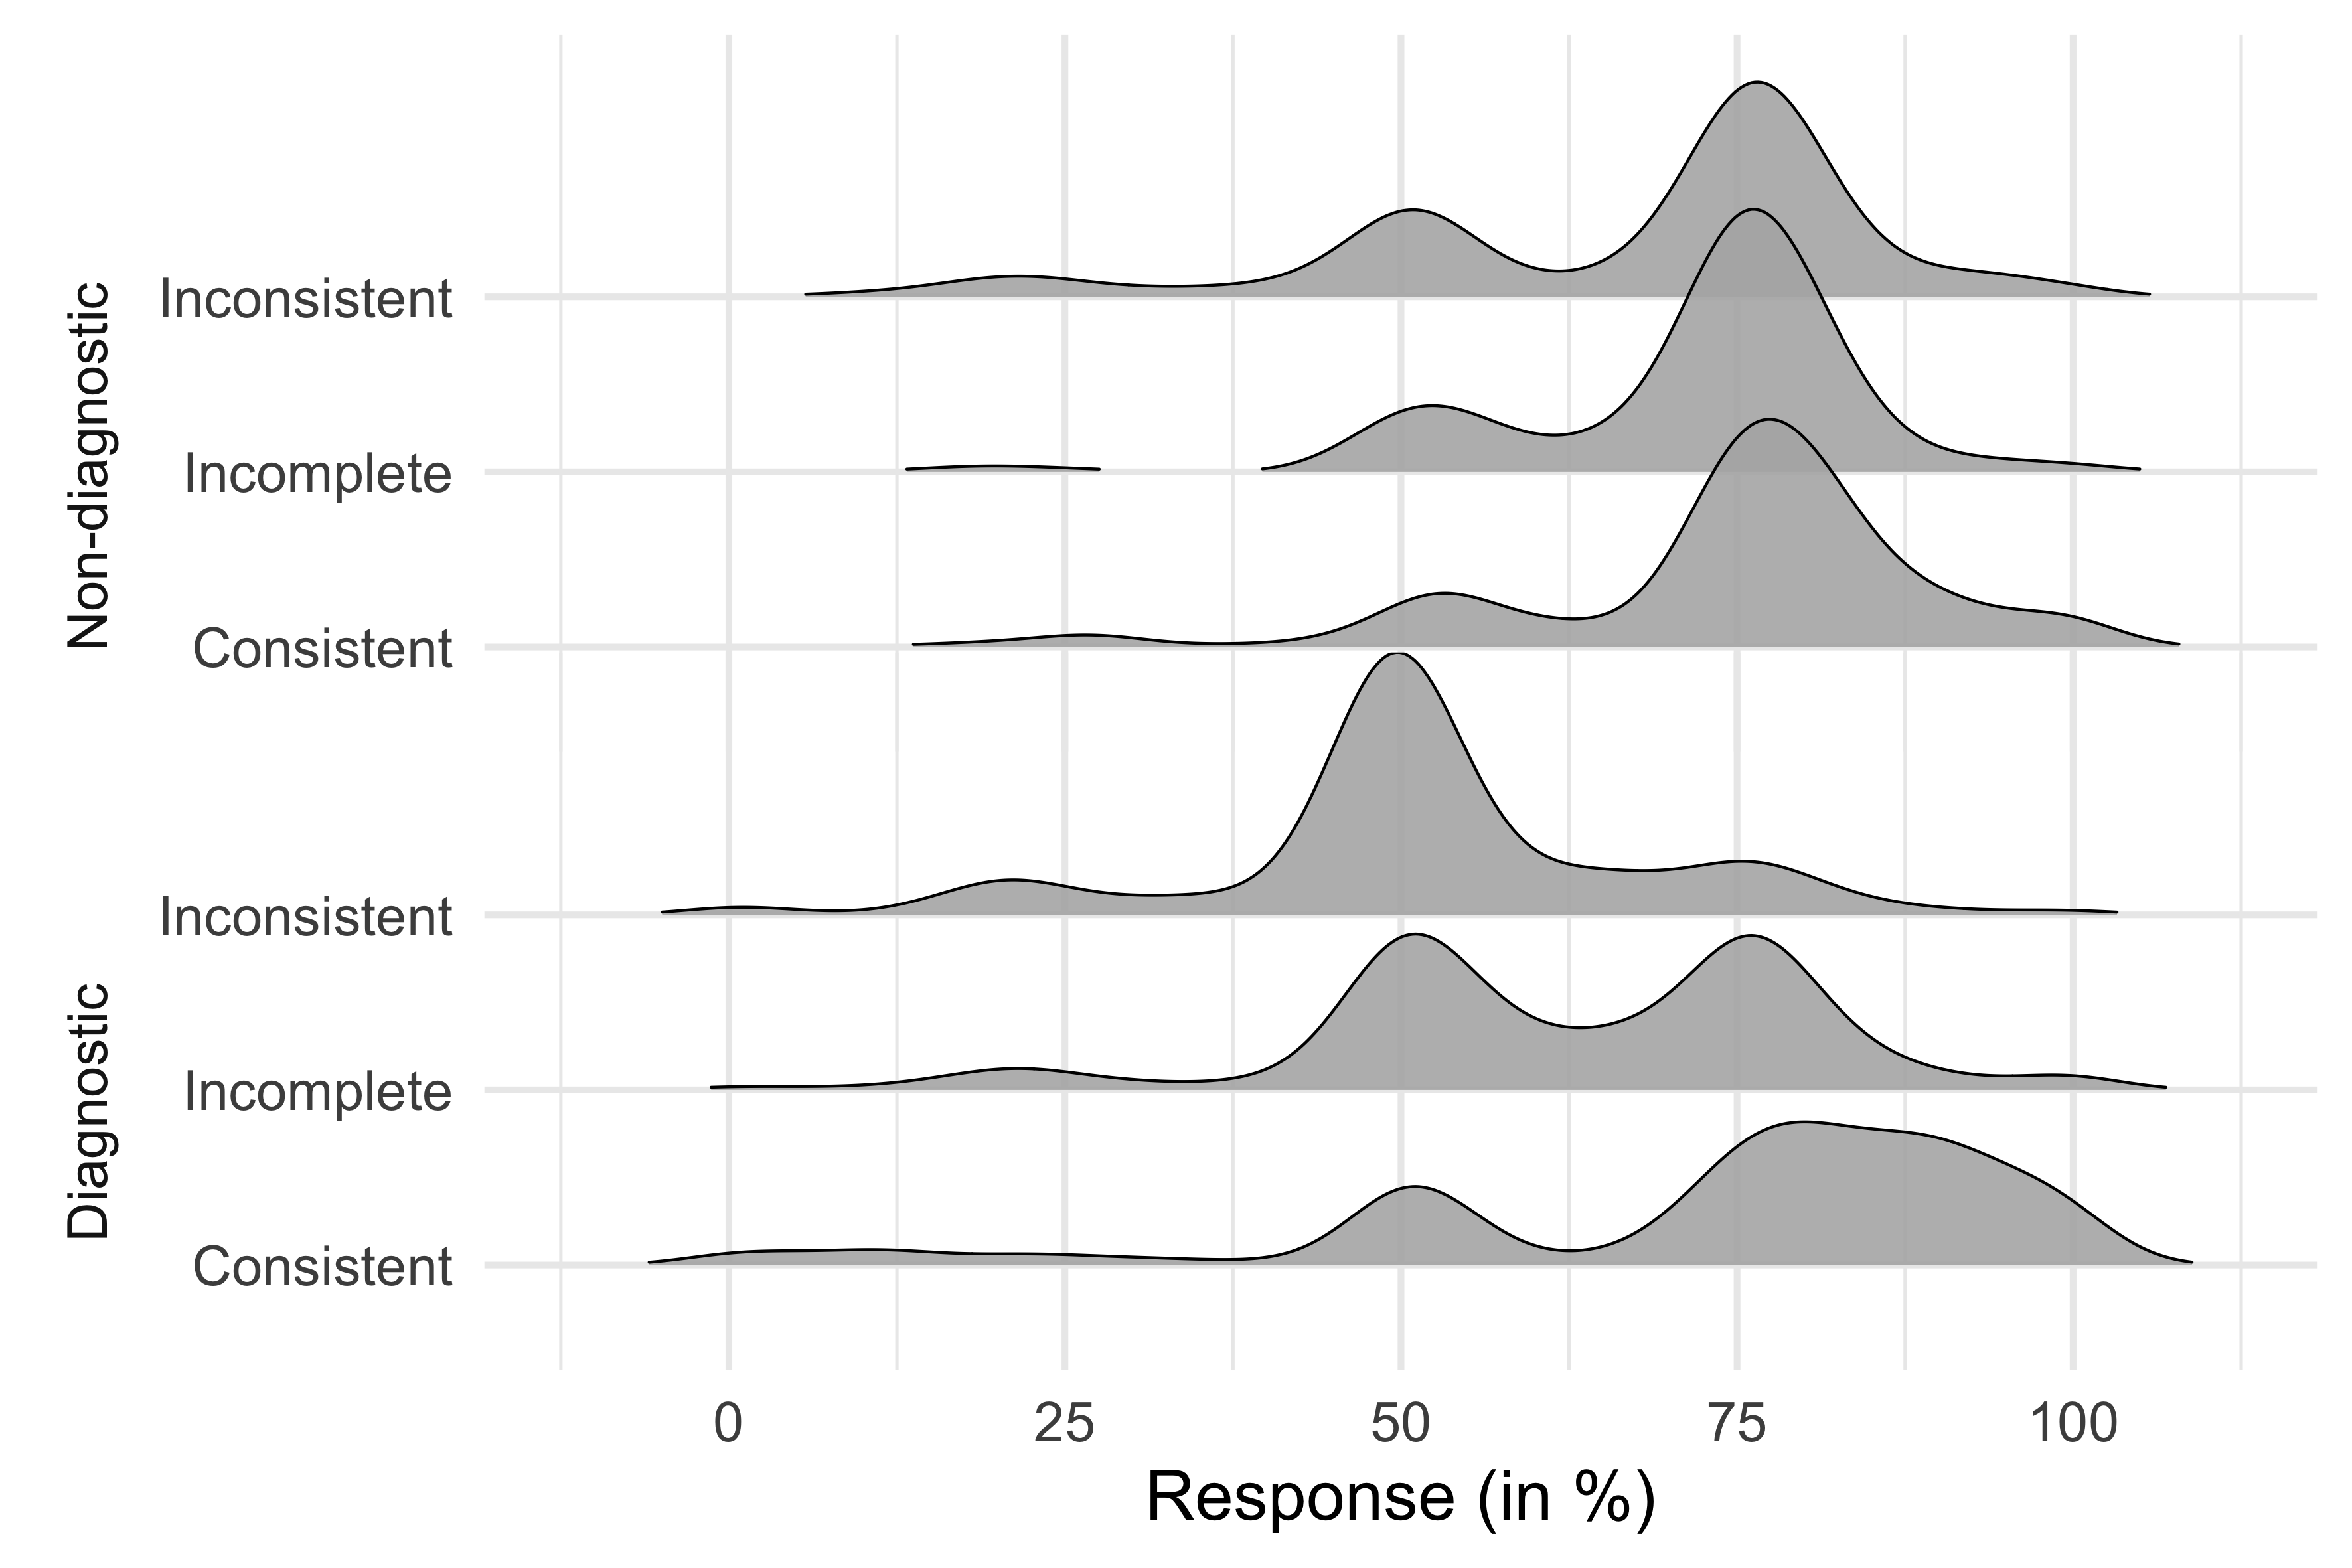 Non-diagnostic
Inconsistent
Incomplete
Consistent
Diagnostic
Inconsistent
Incomplete
Consistent
0 25 50 75 100
Response (in %)